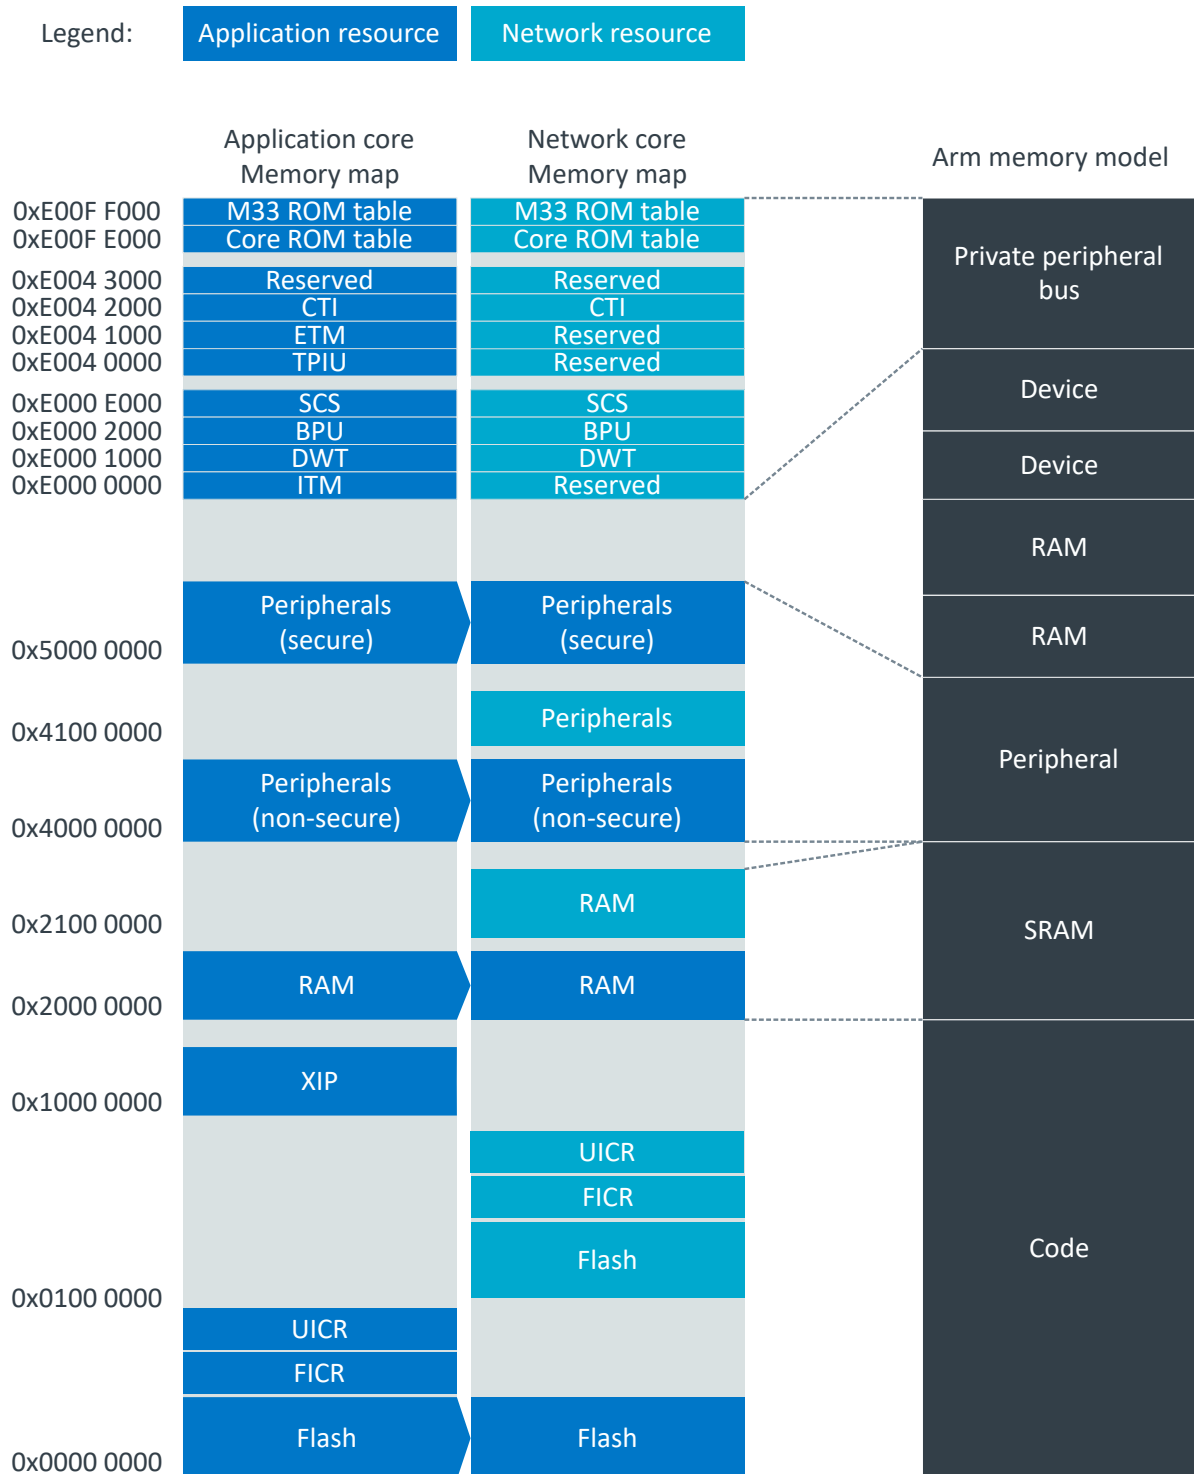 Legend:
Application resource
Network resource
Application core
Memory map
Network core
Memory map
Arm memory model
0xE00F F000
M33 ROM table
M33 ROM table
0xE00F E000
Core ROM table
Core ROM table
0xE004 3000
Reserved
Reserved
0xE004 2000
CTI
CTI
0xE004 1000
ETM
Reserved
0xE004 0000
TPIU
Reserved
0xE000 E000
SCS
SCS
0xE000 2000
BPU
BPU
0xE000 1000
DWT
DWT
0xE000 0000
ITM
Reserved
Peripherals
(secure)
Peripherals
(secure)
0x5000 0000
Peripherals
0x4100 0000
Peripherals
(non-secure)
Peripherals
(non-secure)
0x4000 0000
RAM
0x2100 0000
RAM
RAM
0x2000 0000
XIP
0x1000 0000
UICR
FICR
Flash
0x0100 0000
UICR
FICR
Flash
Flash
0x0000 0000
Private peripheral
bus
Device
Device
RAM
RAM
Peripheral
SRAM
Code